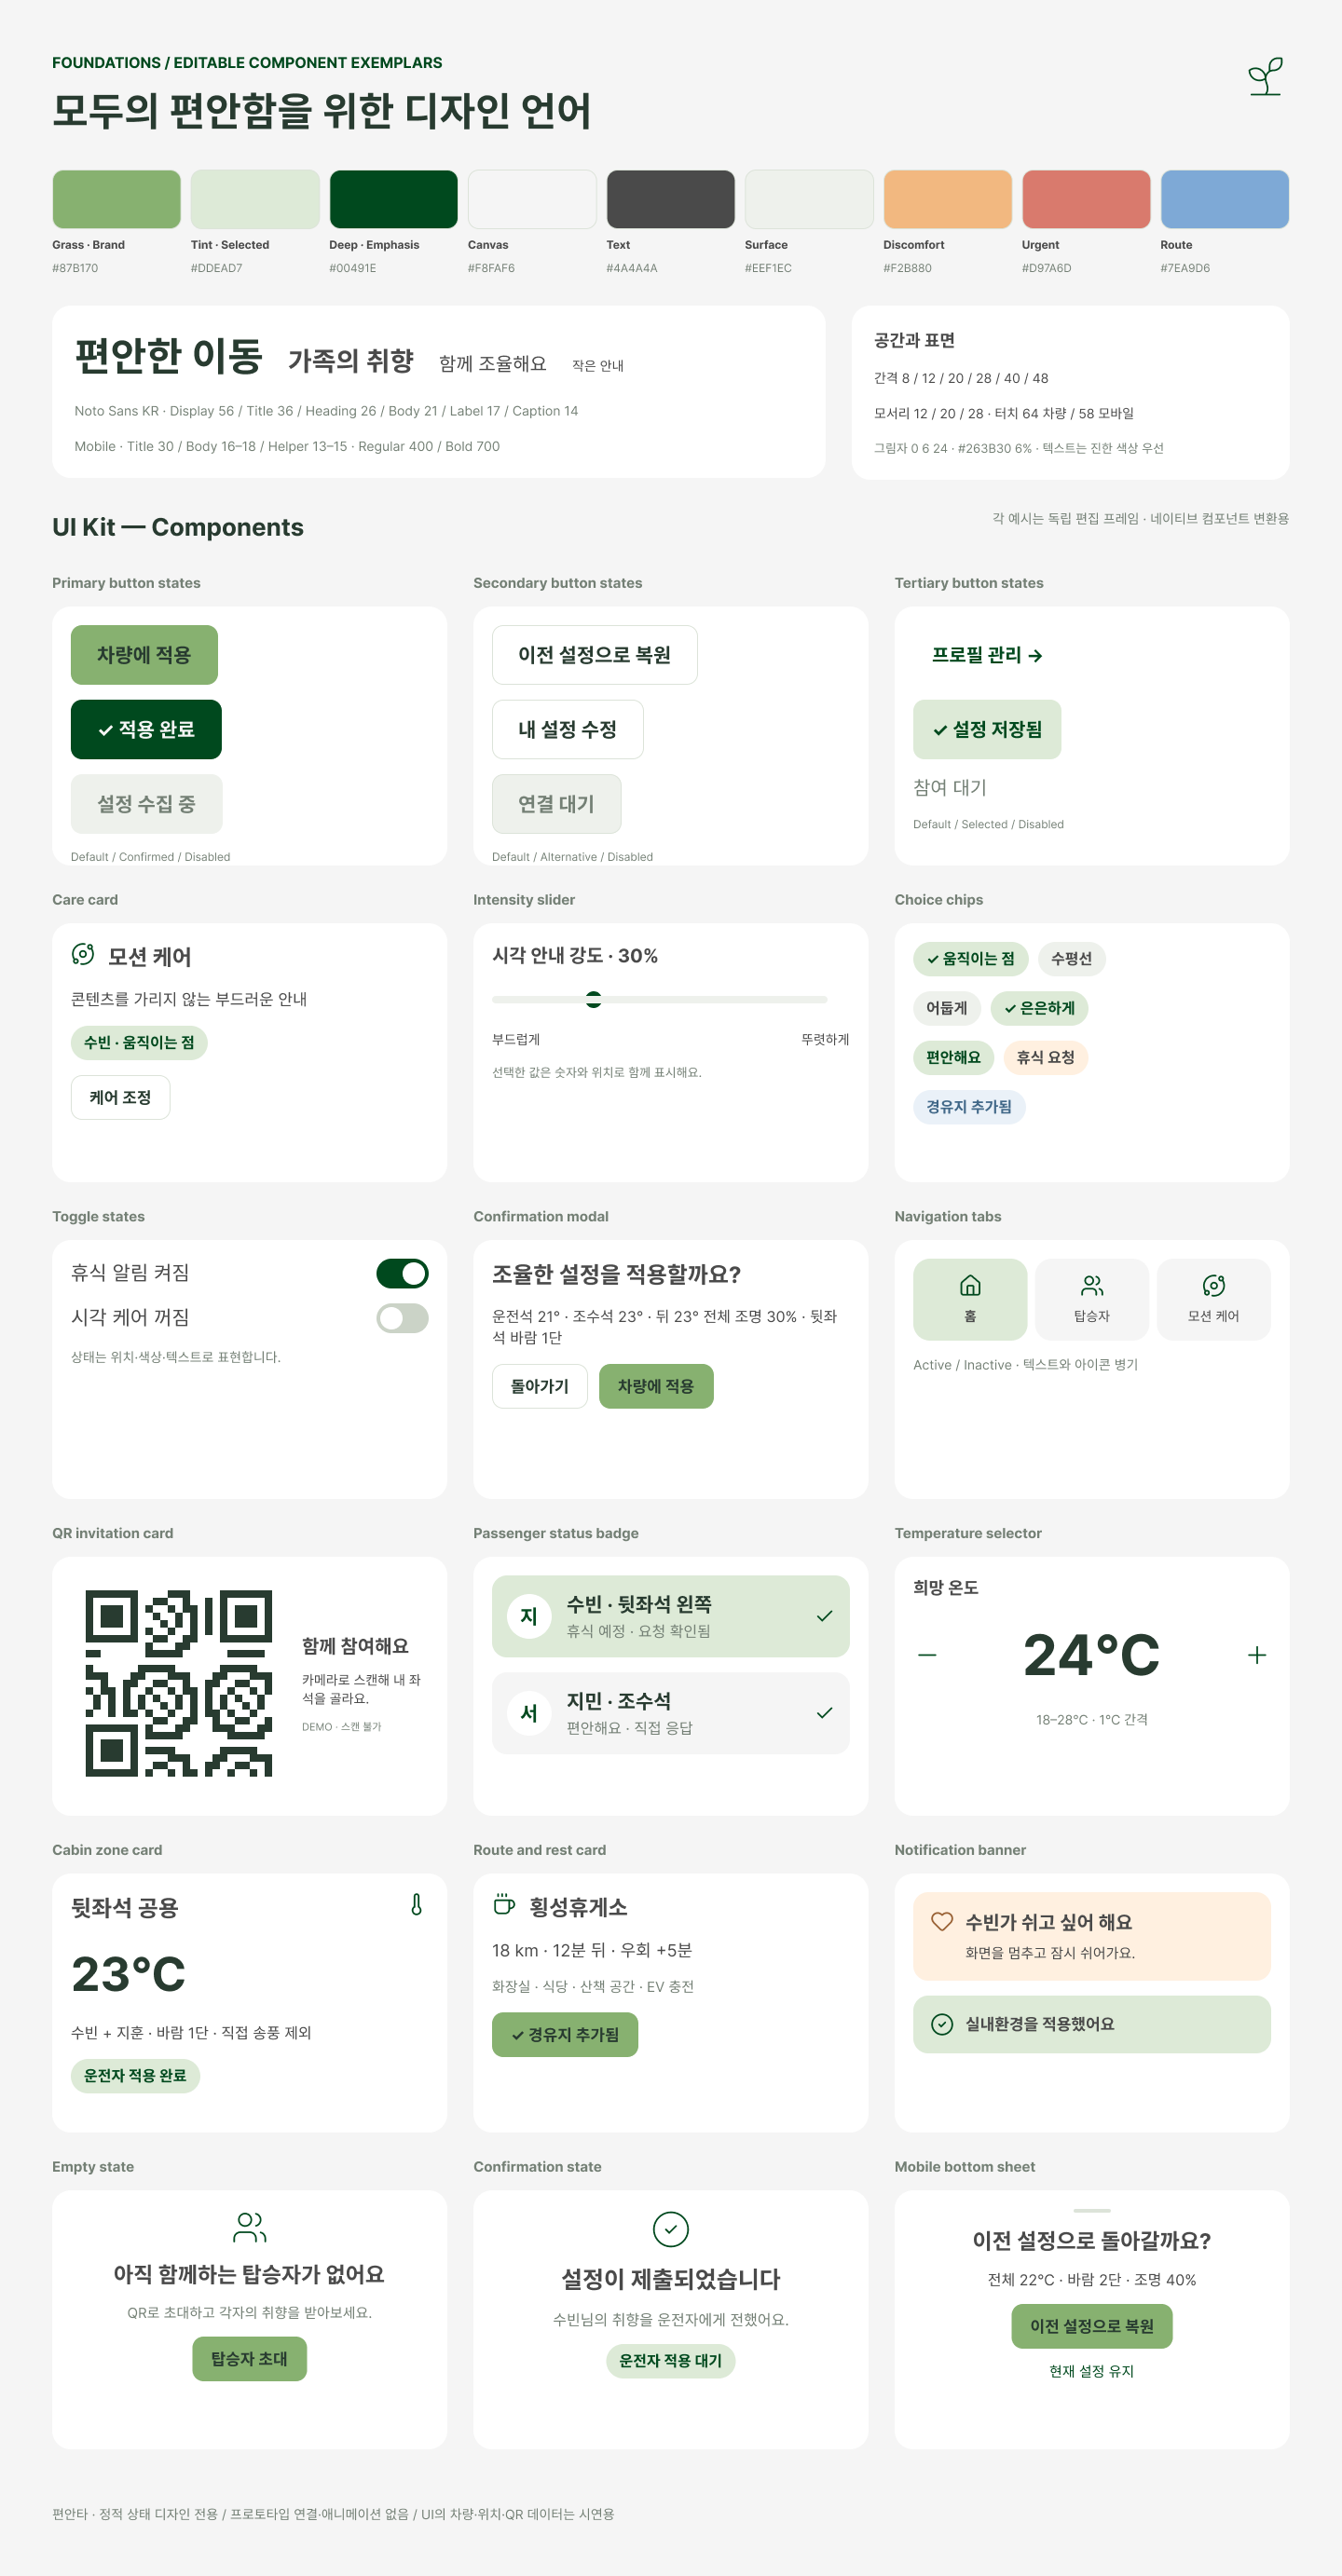 FOUNDATIONS / EDITABLE COMPONENT EXEMPLARS
모두의 편안함을 위한 디자인 언어
Grass · Brand
#87B170
Tint · Selected
#DDEAD7
Deep · Emphasis
#00491E
Canvas
#F8FAF6
Text
#4A4A4A
Surface
#EEF1EC
Discomfort
#F2B880
Urgent
#D97A6D
Route
#7EA9D6
편안한 이동 가족의 취향 함께 조율해요 작은 안내
Noto Sans KR · Display 56 / Title 36 / Heading 26 / Body 21 / Label 17 / Caption 14
Mobile · Title 30 / Body 16–18 / Helper 13–15 · Regular 400 / Bold 700
공간과 표면
간격 8 / 12 / 20 / 28 / 40 / 48
모서리 12 / 20 / 28 · 터치 64 차량 / 58 모바일
그림자 0 6 24 · #263B30 6% · 텍스트는 진한 색상 우선
UI Kit — Components
각 예시는 독립 편집 프레임 · 네이티브 컴포넌트 변환용
Primary button states
차량에 적용
✓ 적용 완료
설정 수집 중
Default / Confirmed / Disabled
Secondary button states
이전 설정으로 복원
내 설정 수정
연결 대기
Default / Alternative / Disabled
Tertiary button states
프로필 관리 →
✓ 설정 저장됨
참여 대기
Default / Selected / Disabled
Care card
모션 케어
콘텐츠를 가리지 않는 부드러운 안내
수빈 · 움직이는 점
케어 조정
Intensity slider
시각 안내 강도 · 30%
부드럽게 뚜렷하게
선택한 값은 숫자와 위치로 함께 표시해요.
Choice chips
✓ 움직이는 점 수평선
어둡게 ✓ 은은하게
편안해요 휴식 요청
경유지 추가됨
Toggle states
휴식 알림 켜짐
시각 케어 꺼짐
상태는 위치·색상·텍스트로 표현합니다.
Confirmation modal
조율한 설정을 적용할까요?
운전석 21° · 조수석 23° · 뒤 23° 전체 조명 30% · 뒷좌
석 바람 1단
돌아가기 차량에 적용
Navigation tabs
홈 탑승자 모션 케어
Active / Inactive · 텍스트와 아이콘 병기
QR invitation card
함께 참여해요
카메라로 스캔해 내 좌
석을 골라요.
DEMO · 스캔 불가
Passenger status badge
지
수빈 · 뒷좌석 왼쪽
휴식 예정 · 요청 확인됨
서
지민 · 조수석
편안해요 · 직접 응답
Temperature selector
희망 온도
24°C
18–28°C · 1°C 간격
Cabin zone card
뒷좌석 공용
23°C
수빈 + 지훈 · 바람 1단 · 직접 송풍 제외
운전자 적용 완료
Route and rest card
횡성휴게소
18 km · 12분 뒤 · 우회 +5분
화장실 · 식당 · 산책 공간 · EV 충전
✓ 경유지 추가됨
Notification banner
수빈가 쉬고 싶어 해요
화면을 멈추고 잠시 쉬어가요.
실내환경을 적용했어요
Empty state
아직 함께하는 탑승자가 없어요
QR로 초대하고 각자의 취향을 받아보세요.
탑승자 초대
Confirmation state
설정이 제출되었습니다
수빈님의 취향을 운전자에게 전했어요.
운전자 적용 대기
Mobile bottom sheet
이전 설정으로 돌아갈까요?
전체 22°C · 바람 2단 · 조명 40%
이전 설정으로 복원
현재 설정 유지
편안타 · 정적 상태 디자인 전용 / 프로토타입 연결·애니메이션 없음 / UI의 차량·위치·QR 데이터는 시연용